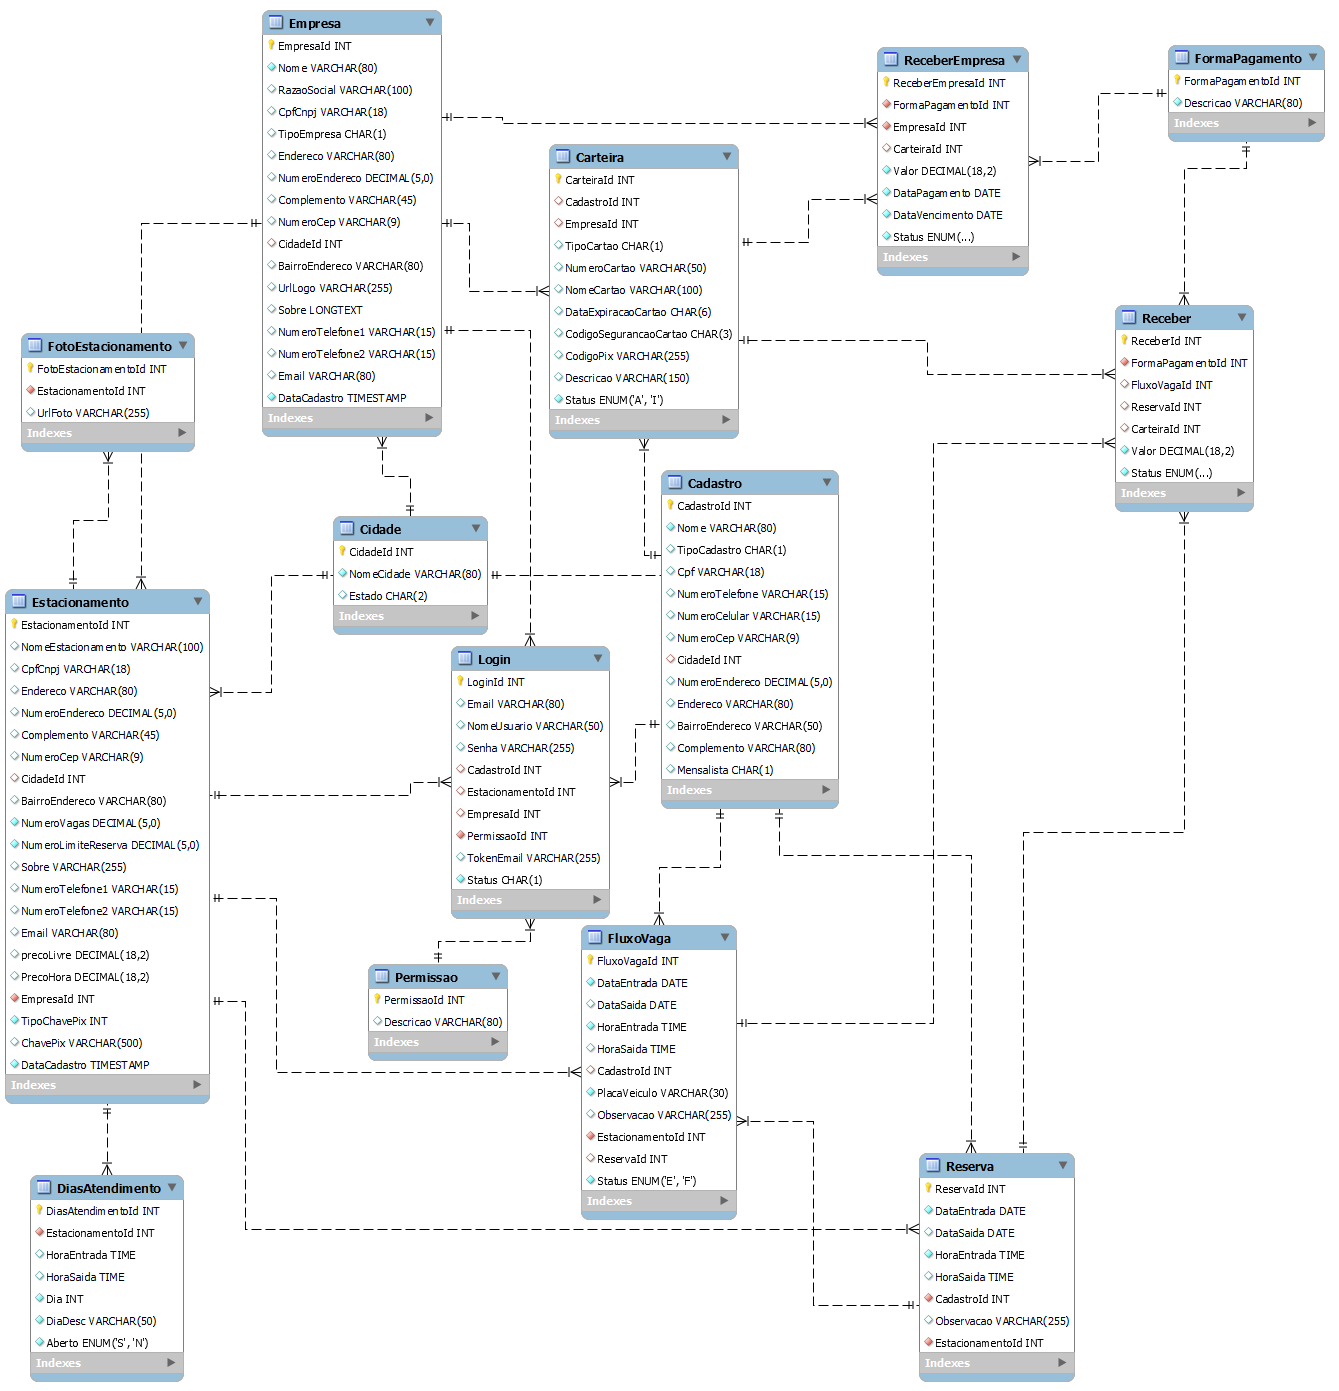 Empresa
EmpresaId INT
Nome VARCHAR(80)
RazaoSocial VARCHAR(100)
CpfCnpj VARCHAR(18)
TipoEmpresa CHAR(1)
Endereco VARCHAR(80)
NumeroEndereco DECIMAL(5,0)
Complemento VARCHAR(45)
NumeroCep VARCHAR(9)
CidadeId INT
BairroEndereco VARCHAR(80)
UrlLogo VARCHAR(255)
Sobre LONGTEXT
NumeroTelefone1 VARCHAR(15)
NumeroTelefone2 VARCHAR(15)
Email VARCHAR(80)
DataCadastro TIMESTAMP
Indexes
ReceberEmpresa
ReceberEmpresaId INT
FormaPagamentoId INT
EmpresaId INT
CarteiraId INT
Valor DECIMAL(18,2)
DataPagamento DATE
DataVencimento DATE
Status ENUM(...)
Indexes
FormaPagamento
FormaPagamentoId INT
Descricao VARCHAR(80)
Indexes
Carteira
CarteiraId INT
CadastroId INT
EmpresaId INT
TipoCartao CHAR(1)
NumeroCartao VARCHAR(50)
NomeCartao VARCHAR(100)
DataExpiracaoCartao CHAR(6)
CodigoSegurancaoCartao CHAR(3)
CodigoPix VARCHAR(255)
Descricao VARCHAR(150)
Status ENUM('A', 'I')
Indexes
Receber
ReceberId INT
FormaPagamentoId INT
FluxoVagaId INT
ReservaId INT
CarteiraId INT
Valor DECIMAL(18,2)
Status ENUM(...)
Indexes
FotoEstacionamento
FotoEstacionamentoId INT
EstacionamentoId INT
UrlFoto VARCHAR(255)
Indexes
Cadastro
CadastroId INT
Nome VARCHAR(80)
TipoCadastro CHAR(1)
Cpf VARCHAR(18)
NumeroTelefone VARCHAR(15)
NumeroCelular VARCHAR(15)
NumeroCep VARCHAR(9)
CidadeId INT
NumeroEndereco DECIMAL(5,0)
Endereco VARCHAR(80)
BairroEndereco VARCHAR(50)
Complemento VARCHAR(80)
Mensalista CHAR(1)
Indexes
Cidade
CidadeId INT
NomeCidade VARCHAR(80)
Estado CHAR(2)
Indexes
Estacionamento
EstacionamentoId INT
NomeEstacionamento VARCHAR(100)
CpfCnpj VARCHAR(18)
Endereco VARCHAR(80)
NumeroEndereco DECIMAL(5,0)
Complemento VARCHAR(45)
NumeroCep VARCHAR(9)
CidadeId INT
BairroEndereco VARCHAR(80)
NumeroVagas DECIMAL(5,0)
NumeroLimiteReserva DECIMAL(5,0)
Sobre VARCHAR(255)
NumeroTelefone1 VARCHAR(15)
NumeroTelefone2 VARCHAR(15)
Email VARCHAR(80)
precoLivre DECIMAL(18,2)
PrecoHora DECIMAL(18,2)
EmpresaId INT
TipoChavePix INT
ChavePix VARCHAR(500)
DataCadastro TIMESTAMP
Indexes
Login
LoginId INT
Email VARCHAR(80)
NomeUsuario VARCHAR(50)
Senha VARCHAR(255)
CadastroId INT
EstacionamentoId INT
EmpresaId INT
PermissaoId INT
TokenEmail VARCHAR(255)
Status CHAR(1)
Indexes
Permissao
PermissaoId INT
Descricao VARCHAR(80)
Indexes
FluxoVaga
FluxoVagaId INT
DataEntrada DATE
DataSaida DATE
HoraEntrada TIME
HoraSaida TIME
CadastroId INT
PlacaVeiculo VARCHAR(30)
Observacao VARCHAR(255)
EstacionamentoId INT
ReservaId INT
Status ENUM('E', 'F')
Indexes
Reserva
ReservaId INT
DataEntrada DATE
DataSaida DATE
HoraEntrada TIME
HoraSaida TIME
CadastroId INT
Observacao VARCHAR(255)
EstacionamentoId INT
Indexes
DiasAtendimento
DiasAtendimentoId INT
EstacionamentoId INT
HoraEntrada TIME
HoraSaida TIME
Dia INT
DiaDesc VARCHAR(50)
Aberto ENUM('S', 'N')
Indexes